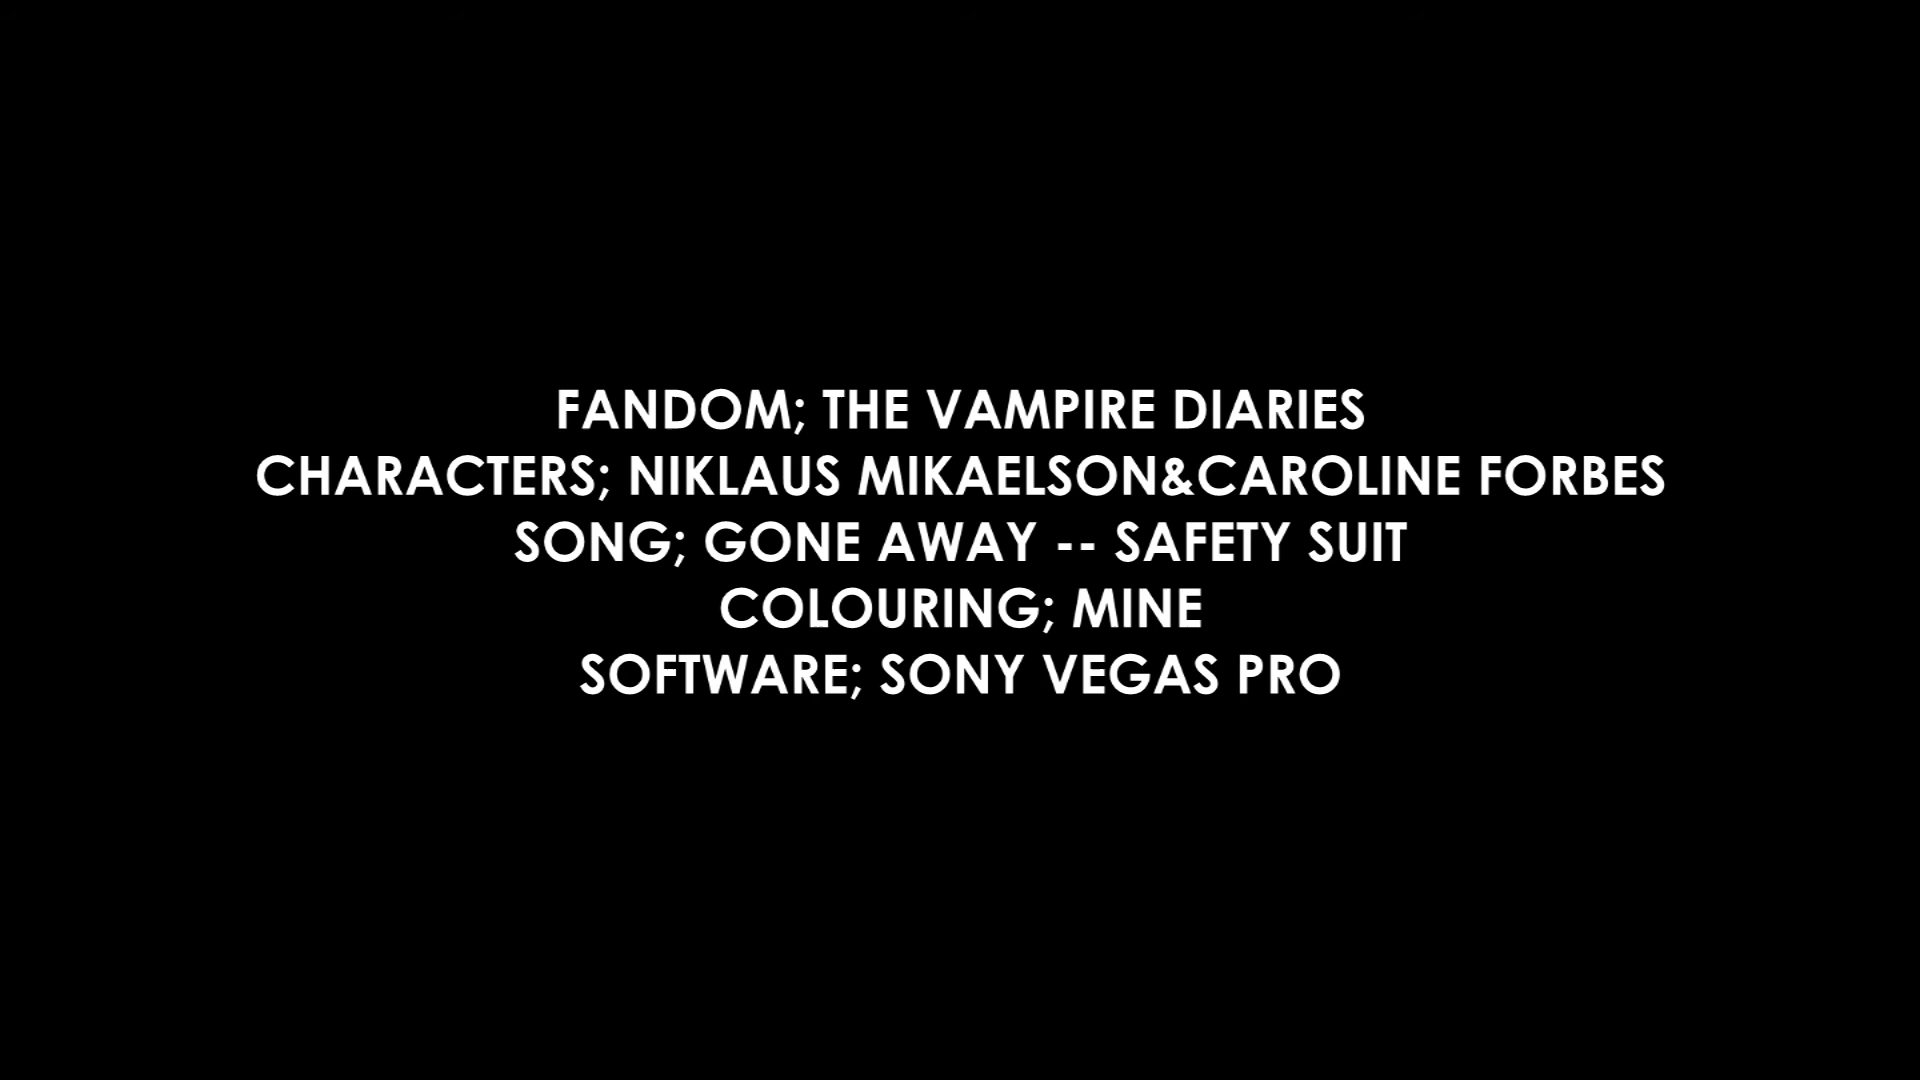 FANDOM; THE VAMPIRE DIARIES
CHARACTERS; NIKLAUS MIKAELSON&CAROLINE FORBES
SONG; GONE AWAY -- SAFETY SUIT
COLOURING; MINE
SOFTWARE; SONY VEGAS PRO